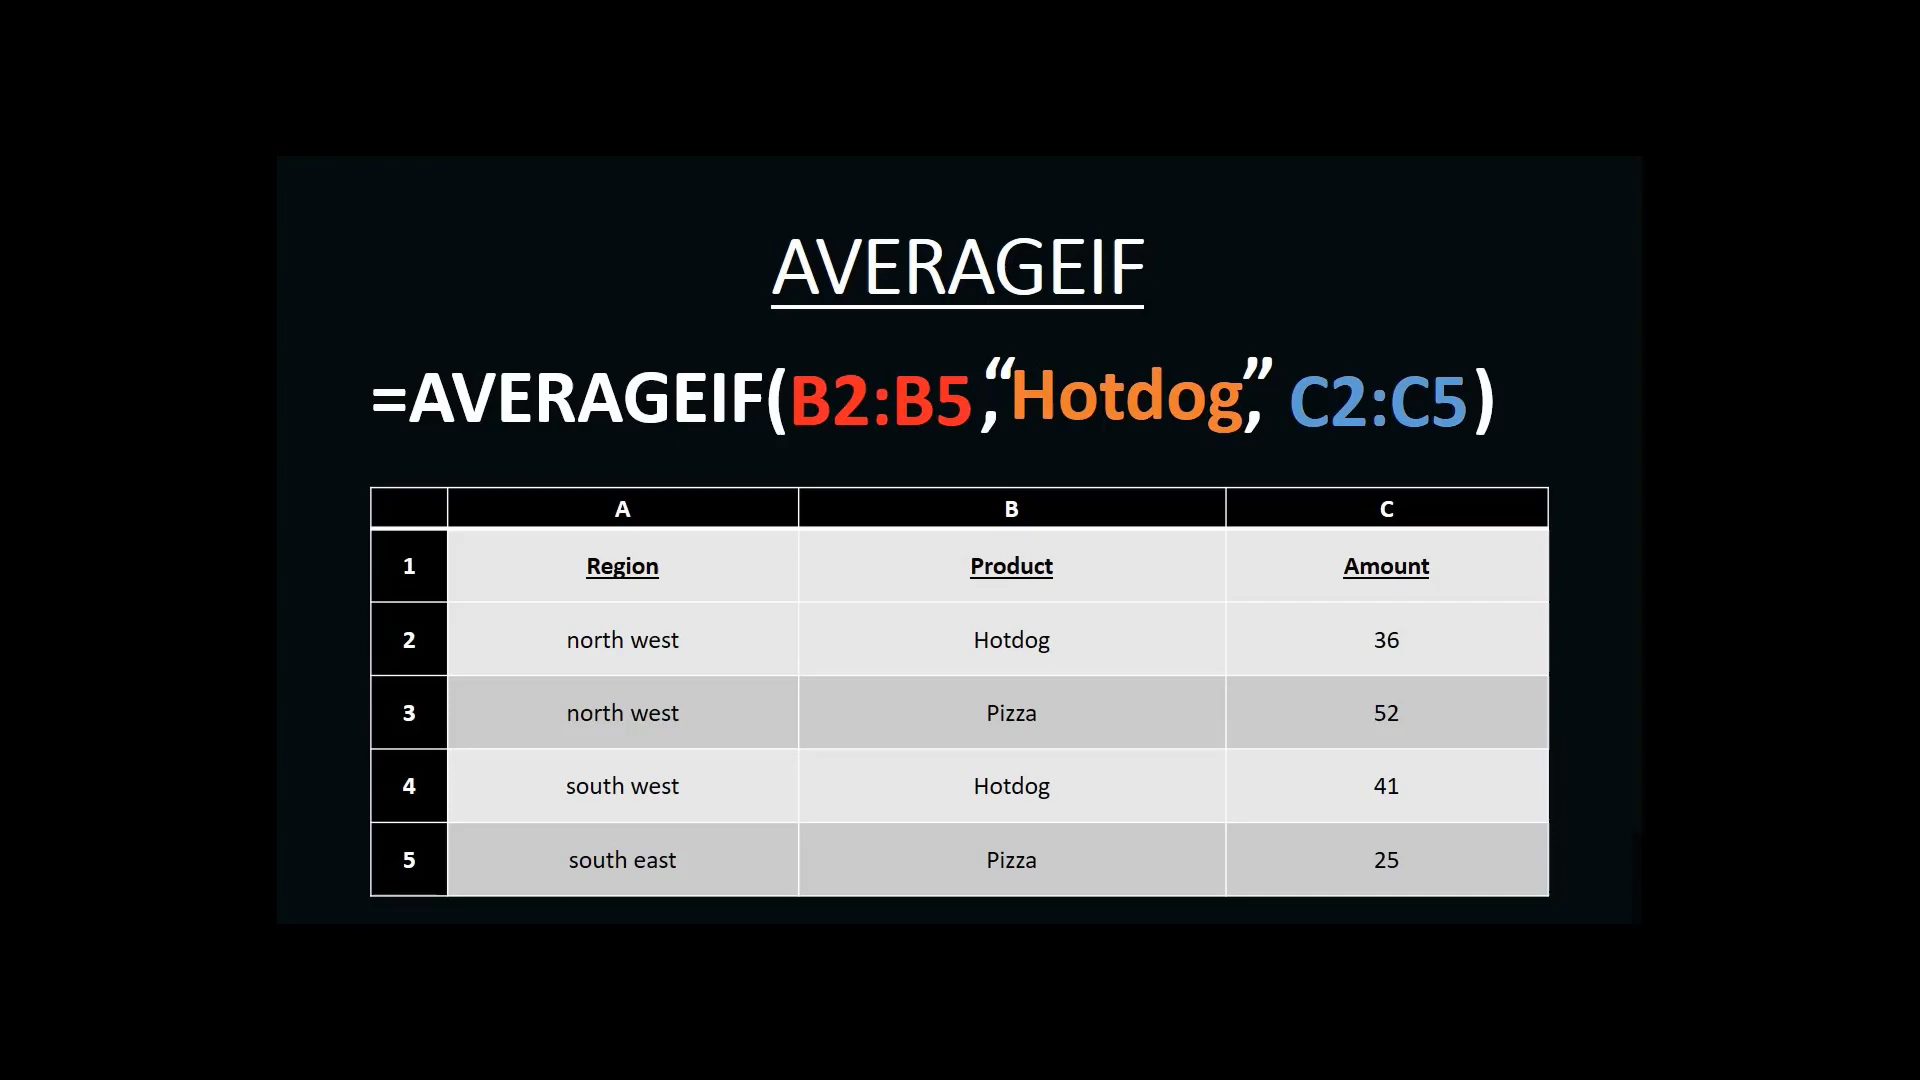 AVERAGEIF
=AVERAGEIF(B2:B5,“Hotdog”, C2:C5)
A B C
1 Region Product Amount
2 north west Hotdog 36
3 north west Pizza 52
4 south west Hotdog 41
5 south east Pizza 25